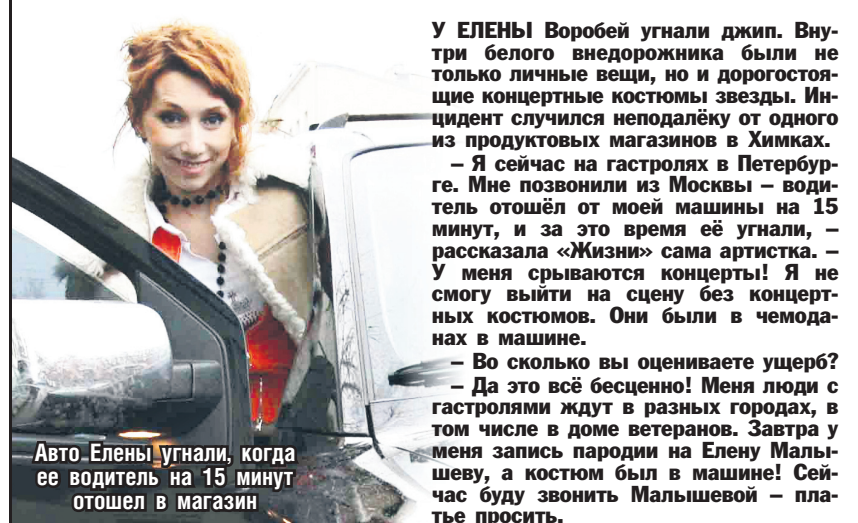 У ЕЛЕНЫ Воробей угнали джип. Вну-
три белого внедорожника были не
только личные вещи, но и дорогостоя-
щие концертные костюмы звезды. Ин-
цидент случился неподалёку от одного
из продуктовых магазинов в Химках.
– Я сейчас на гастролях в Петербур-
ге. Мне позвонили из Москвы – води-
тель отошёл от моей машины на 15
минут, и за это время её угнали, –
рассказала «Жизни» сама артистка. –
У меня срываются концерты! Я не
смогу выйти на сцену без концерт-
ных костюмов. Они были в чемода-
нах в машине.
– Во сколько вы оцениваете ущерб?
– Да это всё бесценно! Меня люди с
гастролями ждут в разных городах, в
том числе в доме ветеранов. Завтра у
меня запись пародии на Елену Малы-
шеву, а костюм был в машине! Сей-
час буду звонить Малышевой – пла-
тье просить.
Авто Елены угнали, когда
ее водитель на 15 минут
отошел в магазин